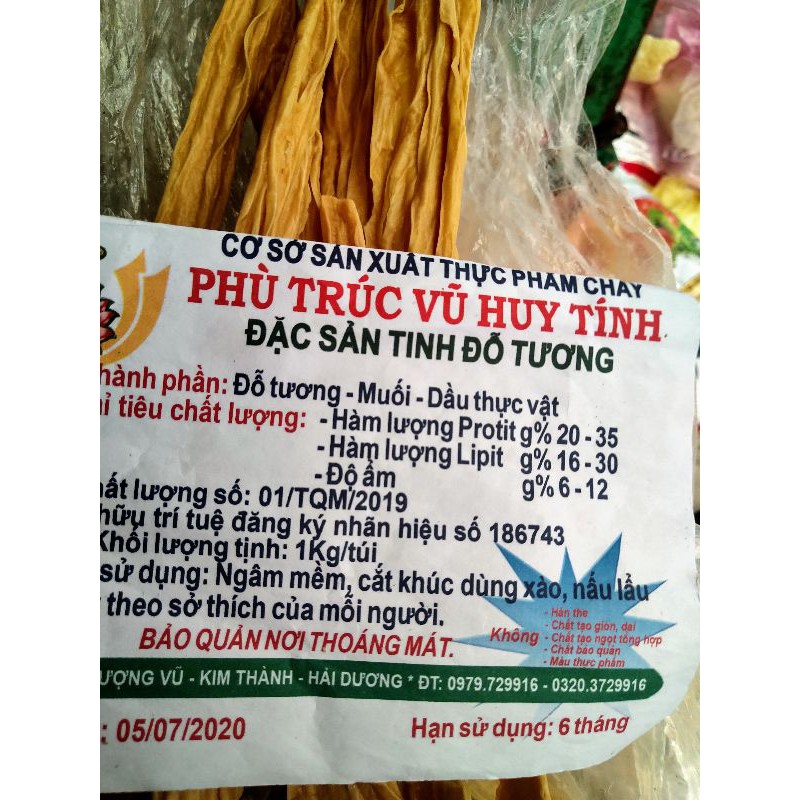 CƠ SỞ SẢN XUẤT THỰC PHẨM CHAY
PHÙ TRÚC VŨ HUY TÍNH
ĐẶC SẢN TINH ĐỖ TƯƠNG
hành phần: Đỗ tương - Muối - Dầu thực vật
ỉ tiêu chất lượng: - Hàm lượng Protit g% 20 - 35
- Hàm lượng Lipit g% 16 - 30
- Độ ẩm g% 6 - 12
ất lượng số: 01/TQM/2019
hữu trí tuệ đăng ký nhãn hiệu số 186743
Khối lượng tịnh: 1Kg/túi
sử dụng: Ngâm mềm, cắt khúc dùng xào, nấu lẩu
theo sở thích của mỗi người.
Không
- Hàn the
- Chất tạo giòn, dai
- Chất tạo ngọt tổng hợp
- Chất bảo quản
- Màu thực phẩm
BẢO QUẢN NƠI THOÁNG MÁT.
ƯỢNG VŨ - KIM THÀNH - HẢI DƯƠNG * ĐT: 0979.729916 - 0320.3729916
: 05/07/2020 Hạn sử dụng: 6 tháng